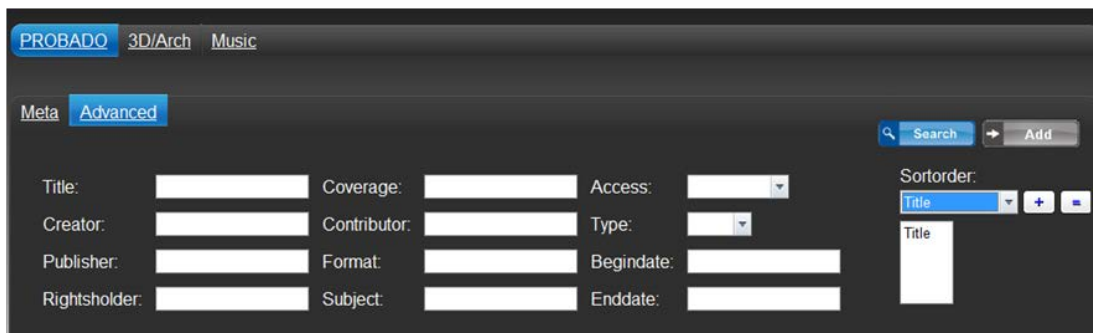 PROBADO 3D/Arch Music
Meta Advanced
Search Add
Title: Coverage: Access: Sortorder:
Title + =
Creator: Contributor: Type: Title
Publisher: Format: Begindate:
Rightsholder: Subject: Enddate: